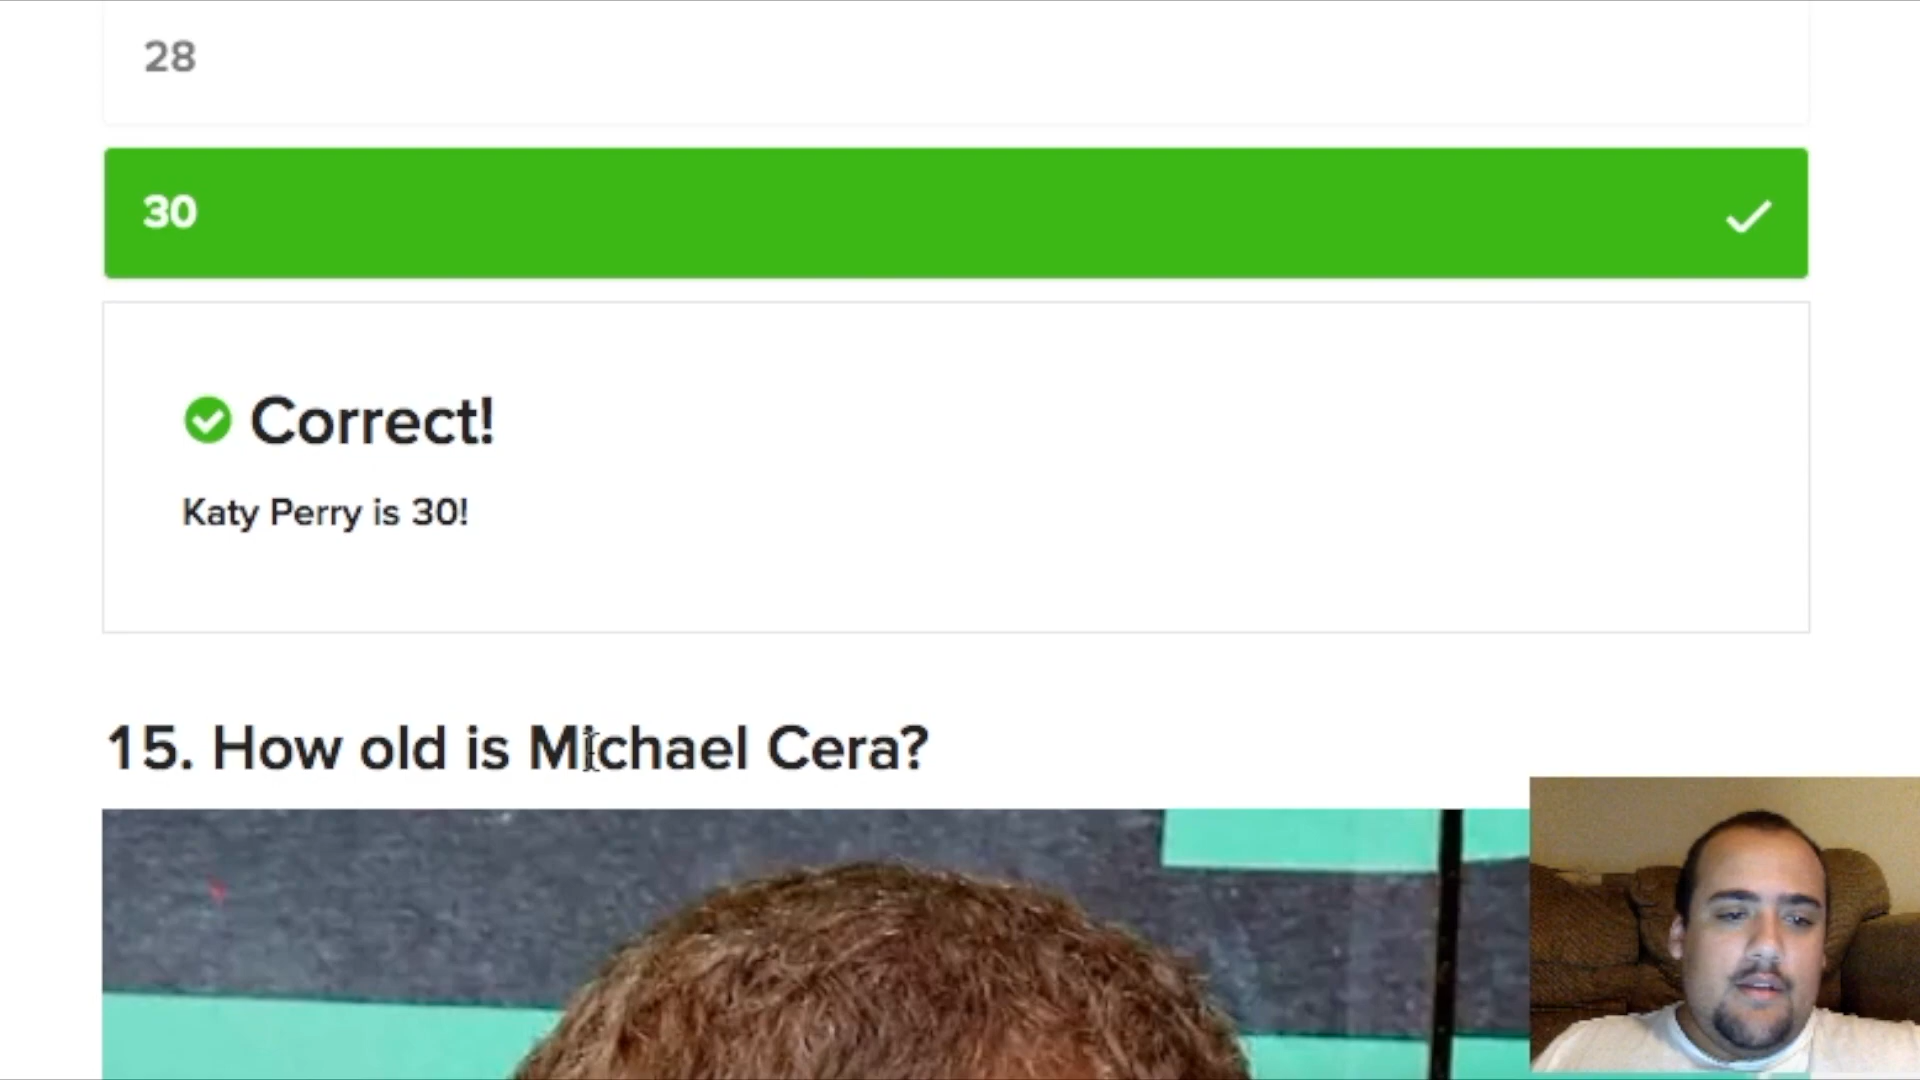 28
30
Correct!
Katy Perry is 30!
15. How old is Michael Cera?